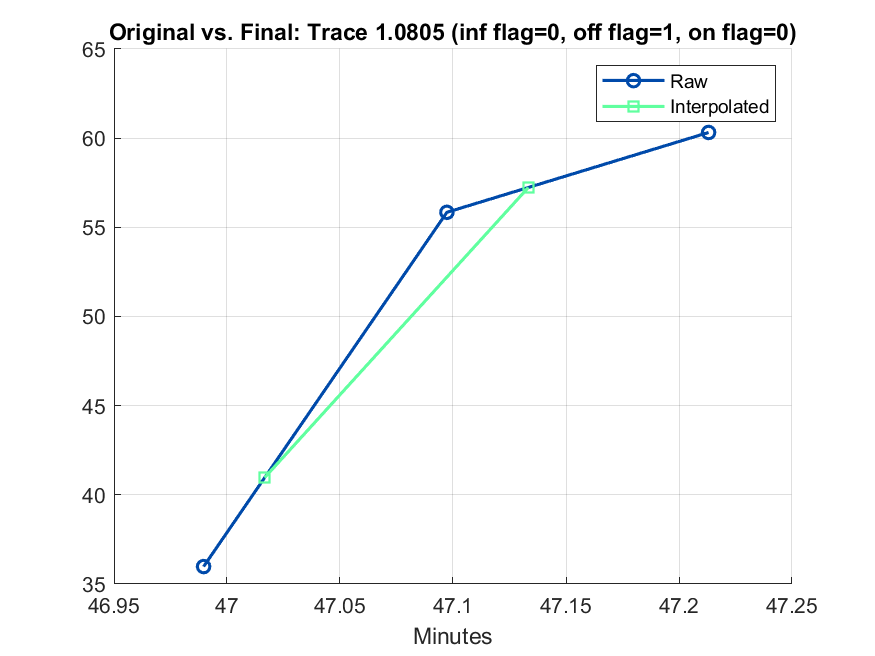 Original vs. Final: Trace 1.0805 (inf flag=0, off flag=1, on flag=0)
65
60
55
50
45
40
35
Raw
Interpolated
46.95 47 47.05 47.1 47.15 47.2 47.25
Minutes